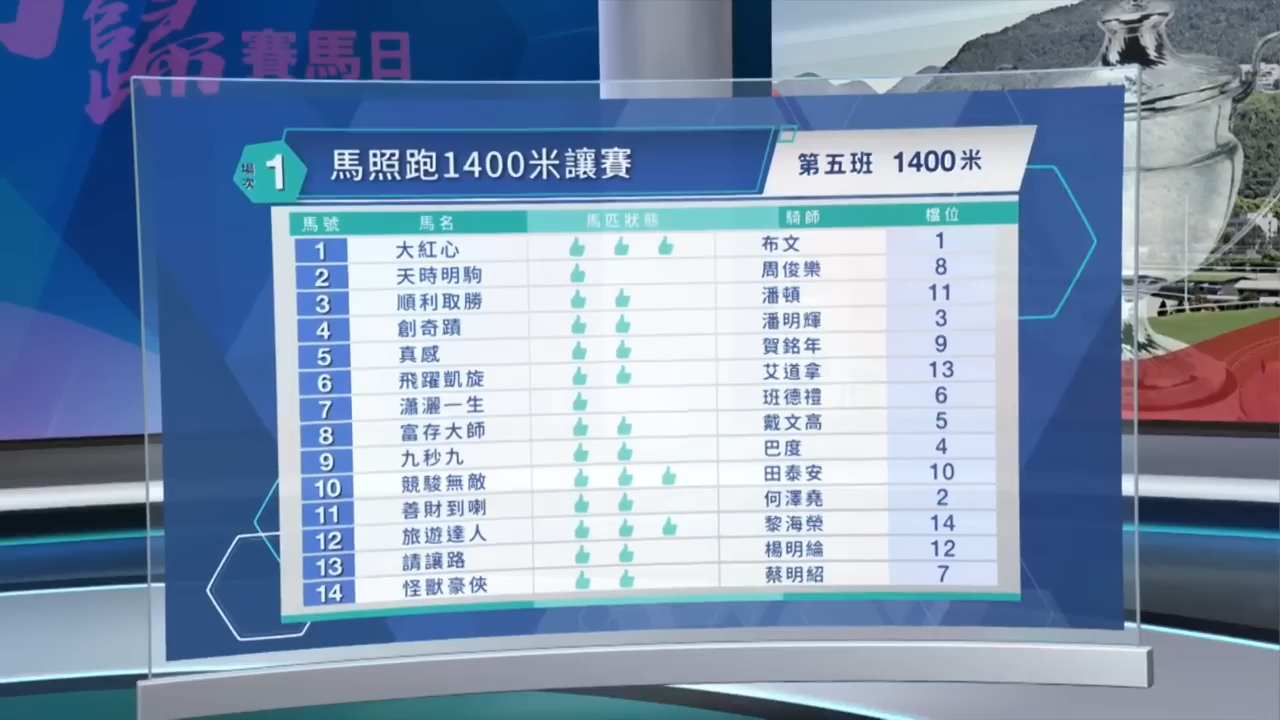 歸 賽馬日
場次 1 馬照跑1400米讓賽 第五班 1400米
馬號 馬名 馬匹狀態 騎師 檔位
1 大紅心 布文 1
2 天時明駒 周俊樂 8
3 順利取勝 潘頓 11
4 創奇蹟 潘明輝 3
5 真感 賀銘年 9
6 飛躍凱旋 艾道拿 13
7 瀟灑一生 班德禮 6
8 富存大師 戴文高 5
9 九秒九 巴度 4
10 競駿無敵 田泰安 10
11 善財到喇 何澤堯 2
12 旅遊達人 黎海榮 14
13 請讓路 楊明綸 12
14 怪獸豪俠 蔡明紹 7